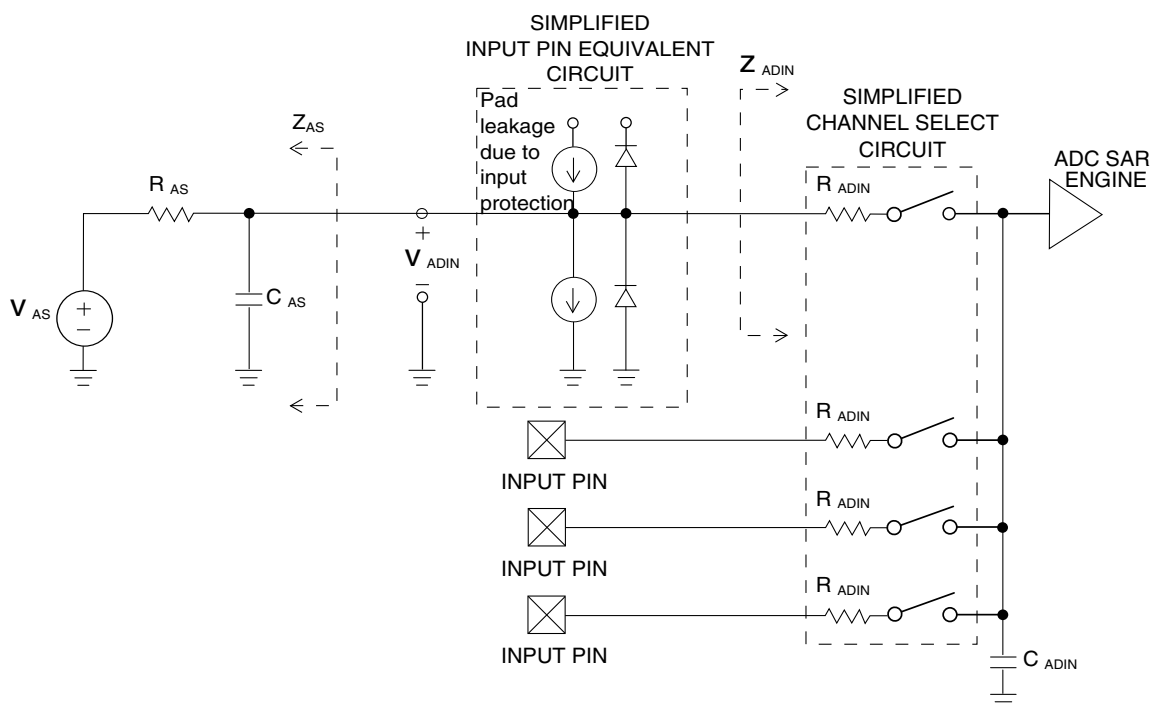 SIMPLIFIED
INPUT PIN EQUIVALENT
CIRCUIT
Pad
leakage
due to
input
protection
Z ADIN
SIMPLIFIED
CHANNEL SELECT
CIRCUIT
ADC SAR
ENGINE
ZAS
R AS
R ADIN
+
V ADIN
–
C AS
V AS
+
–
R ADIN
INPUT PIN
R ADIN
INPUT PIN
R ADIN
INPUT PIN
C ADIN